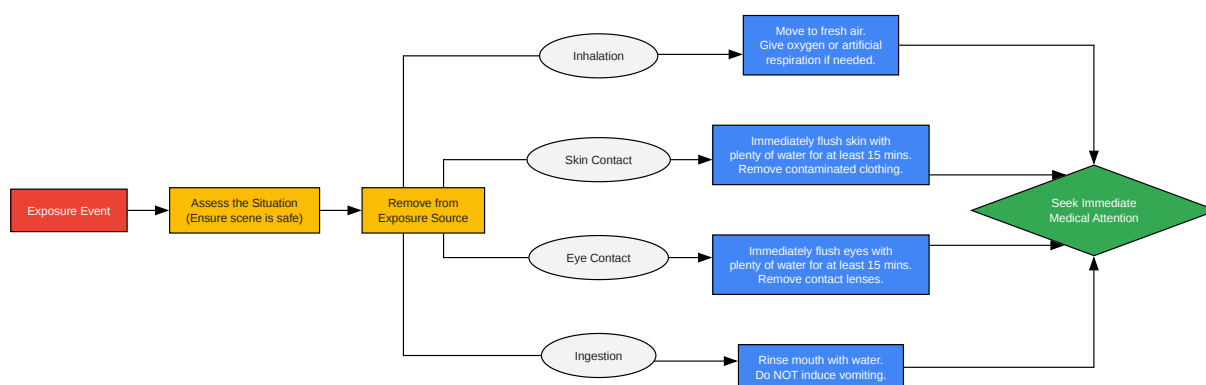 Exposure Event
Assess the Situation
(Ensure scene is safe)
Remove from
Exposure Source
Inhalation
Move to fresh air.
Give oxygen or artificial
respiration if needed.
Skin Contact
Immediately flush skin with
plenty of water for at least 15 mins.
Remove contaminated clothing.
Eye Contact
Immediately flush eyes with
plenty of water for at least 15 mins.
Remove contact lenses.
Ingestion
Rinse mouth with water.
Do NOT induce vomiting.
Seek Immediate
Medical Attention